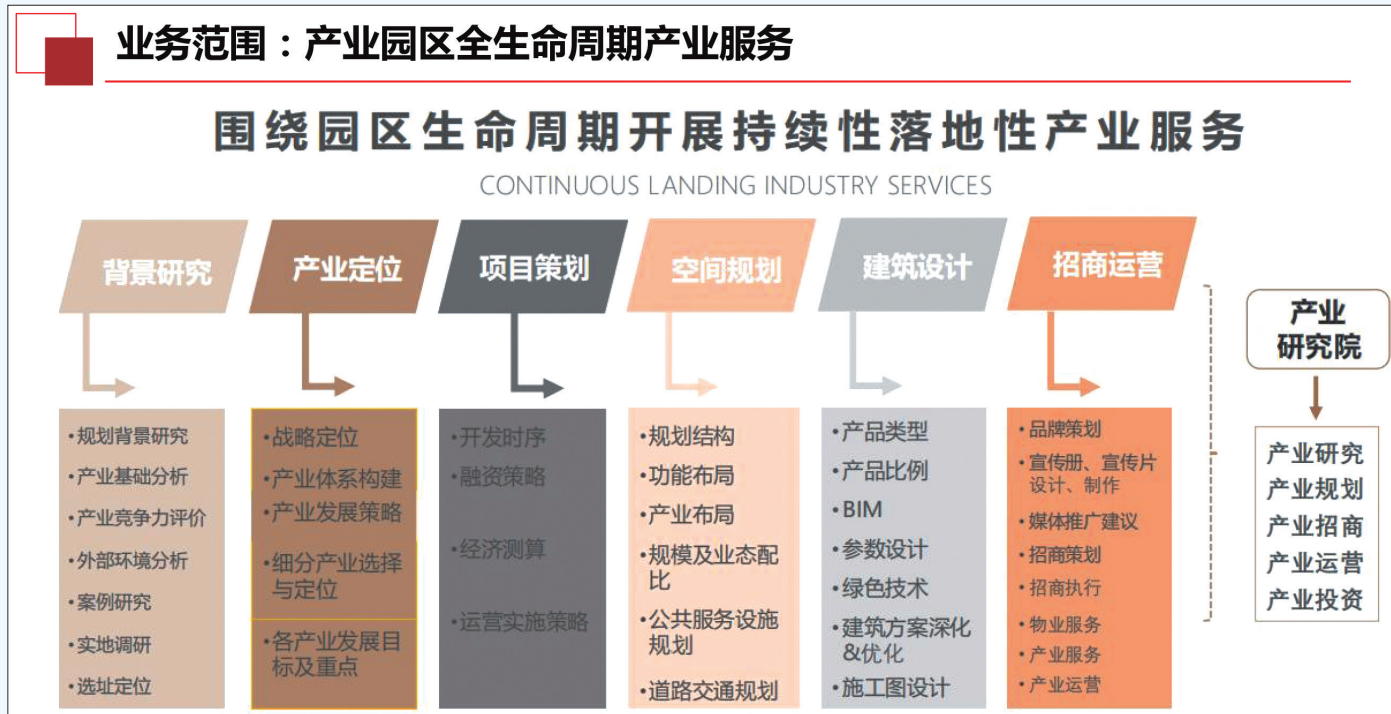 业务范围：产业园区全生命周期产业服务
围绕园区生命周期开展持续性落地性产业服务
CONTINUOUS LANDING INDUSTRY SERVICES
背景研究
•规划背景研究
•产业基础分析
•产业竞争力评价
•外部环境分析
•案例研究
•实地调研
•选址定位
产业定位
•战略定位
•产业体系构建
•产业发展策略
•细分产业选择
与定位
•各产业发展目
标及重点
项目策划
•开发时序
•融资策略
•经济测算
•运营实施策略
空间规划
•规划结构
•功能布局
•产业布局
•规模及业态配
比
•公共服务设施
规划
•道路交通规划
建筑设计
•产品类型
•产品比例
•BIM
•参数设计
•绿色技术
•建筑方案深化
&优化
•施工图设计
招商运营
•品牌策划
•宣传册、宣传片
设计、制作
•媒体推广建议
•招商策划
•招商执行
•物业服务
•产业服务
•产业运营
产业
研究院
产业研究
产业规划
产业招商
产业运营
产业投资